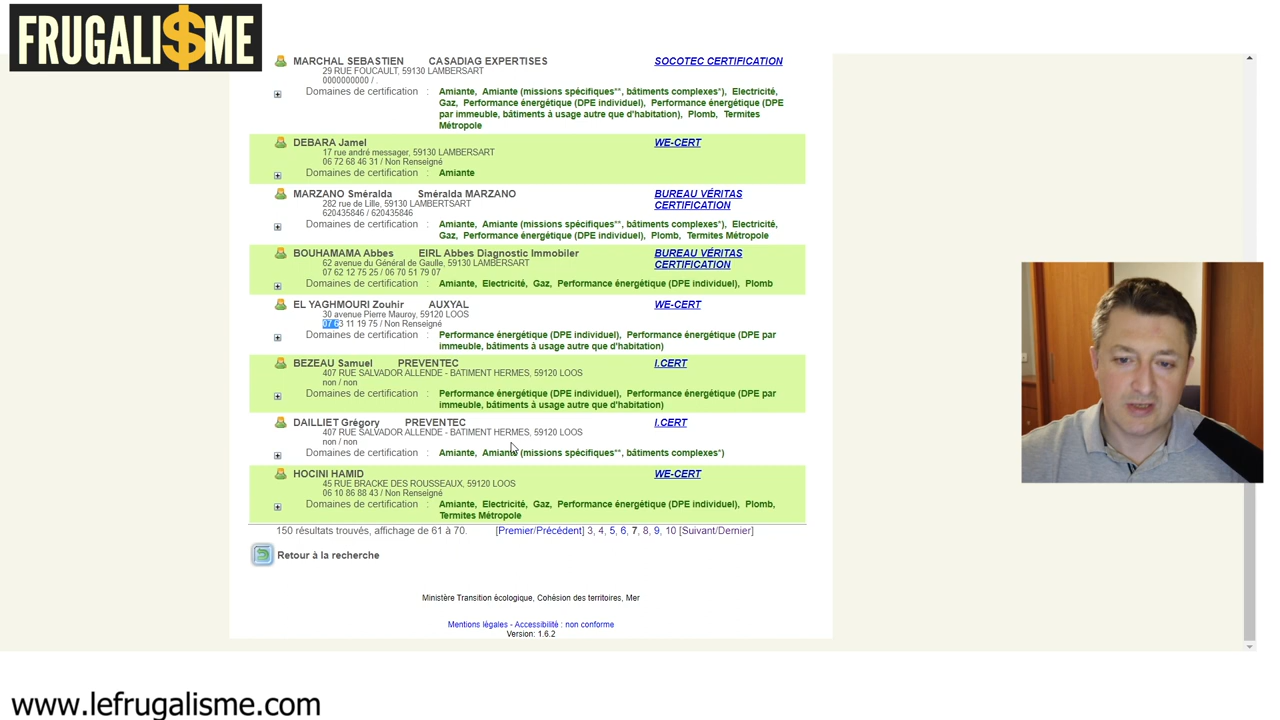 FRUGALI$ME
MARCHAL SEBASTIEN CASADIAG EXPERTISES SOCOTEC CERTIFICATION
29 RUE FOUCAULT, 59130 LAMBERSART
0000000000 / .
Domaines de certification : Amiante, Amiante (missions spécifiques**, bâtiments complexes*), Electricité,
Gaz, Performance énergétique (DPE individuel), Performance énergétique (DPE
par immeuble, bâtiments à usage autre que d'habitation), Plomb, Termites
Métropole
DEBARA Jamel WE-CERT
17 rue andré messager, 59130 LAMBERSART
06 72 68 46 31 / Non Renseigné
Domaines de certification : Amiante
MARZANO Sméralda Sméralda MARZANO BUREAU VÉRITAS
CERTIFICATION
282 rue de Lille, 59130 LAMBERTSART
620435846 / 620435846
Domaines de certification : Amiante, Amiante (missions spécifiques**, bâtiments complexes*), Electricité,
Gaz, Performance énergétique (DPE individuel), Plomb, Termites Métropole
BOUHAMAMA Abbes EIRL Abbes Diagnostic Immobiler BUREAU VÉRITAS
CERTIFICATION
62 avenue du Général de Gaulle, 59130 LAMBERSART
07 62 12 75 25 / 06 70 51 79 07
Domaines de certification : Amiante, Electricité, Gaz, Performance énergétique (DPE individuel), Plomb
EL YAGHMOURI Zouhir AUXYAL WE-CERT
30 avenue Pierre Mauroy, 59120 LOOS
07 63 11 19 75 / Non Renseigné
Domaines de certification : Performance énergétique (DPE individuel), Performance énergétique (DPE par
immeuble, bâtiments à usage autre que d'habitation)
BEZEAU Samuel PREVENTEC I.CERT
407 RUE SALVADOR ALLENDE - BATIMENT HERMES, 59120 LOOS
non / non
Domaines de certification : Performance énergétique (DPE individuel), Performance énergétique (DPE par
immeuble, bâtiments à usage autre que d'habitation)
DAILLIET Grégory PREVENTEC I.CERT
407 RUE SALVADOR ALLENDE - BATIMENT HERMES, 59120 LOOS
non / non
Domaines de certification : Amiante, Amiante (missions spécifiques**, bâtiments complexes*)
HOCINI HAMID WE-CERT
45 RUE BRACKE DES ROUSSEAUX, 59120 LOOS
06 10 86 88 43 / Non Renseigné
Domaines de certification : Amiante, Electricité, Gaz, Performance énergétique (DPE individuel), Plomb,
Termites Métropole
150 résultats trouvés, affichage de 61 à 70. [Premier/Précédent] 3, 4, 5, 6, 7, 8, 9, 10 [Suivant/Dernier]
Retour à la recherche
Ministère Transition écologique, Cohésion des territoires, Mer
Mentions légales - Accessibilité : non conforme
Version: 1.6.2
www.lefrugalisme.com